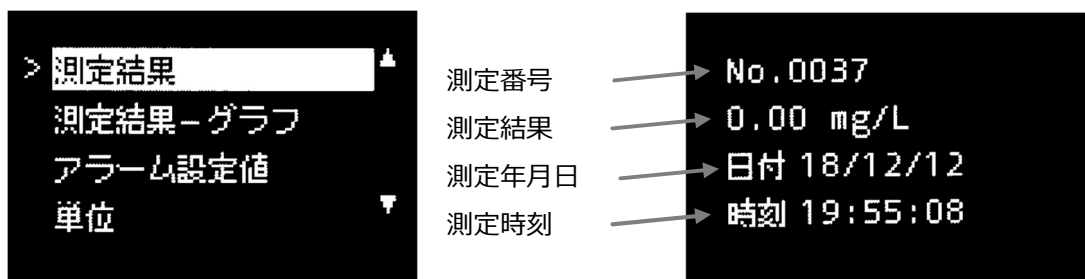 > 測定結果 ▲
測定結果−グラフ
アラーム設定値
単位 ▼
測定番号
測定結果
測定年月日
測定時刻
No.0037
0.00 mg/L
日付 18/12/12
時刻 19:55:08